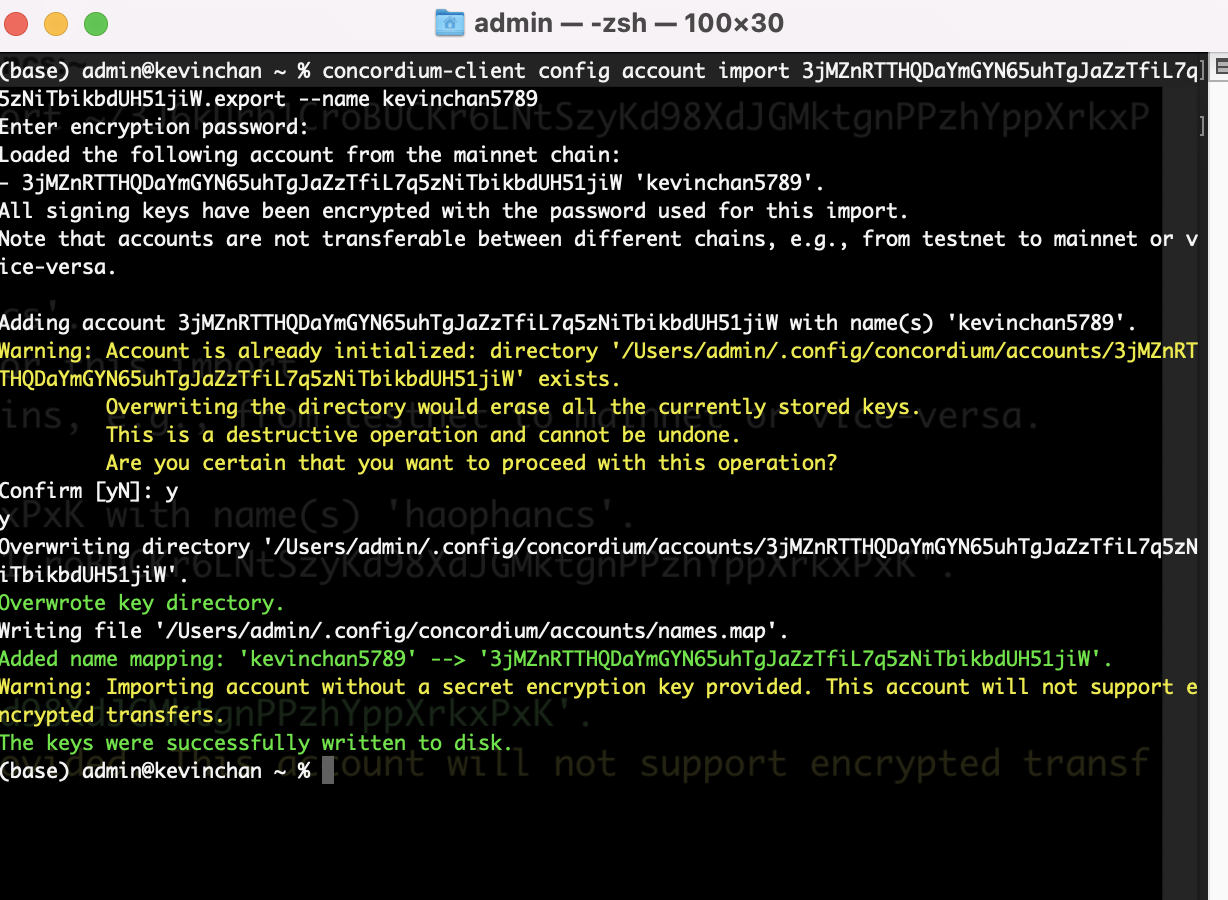 admin — -zsh — 100×30
(base) admin@kevinchan ~ % concordium-client config account import 3jMZnRTTHQDaYmGYN65uhTgJaZzTfiL7q
5zNiTbikbdUH51jiW.export --name kevinchan5789
Enter encryption password:
Loaded the following account from the mainnet chain:
- 3jMZnRTTHQDaYmGYN65uhTgJaZzTfiL7q5zNiTbikbdUH51jiW 'kevinchan5789'.
All signing keys have been encrypted with the password used for this import.
Note that accounts are not transferable between different chains, e.g., from testnet to mainnet or v
ice-versa.
Adding account 3jMZnRTTHQDaYmGYN65uhTgJaZzTfiL7q5zNiTbikbdUH51jiW with name(s) 'kevinchan5789'.
Warning: Account is already initialized: directory '/Users/admin/.config/concordium/accounts/3jMZnRT
THQDaYmGYN65uhTgJaZzTfiL7q5zNiTbikbdUH51jiW' exists.
Overwriting the directory would erase all the currently stored keys.
This is a destructive operation and cannot be undone.
Are you certain that you want to proceed with this operation?
Confirm [yN]: y
y
Overwriting directory '/Users/admin/.config/concordium/accounts/3jMZnRTTHQDaYmGYN65uhTgJaZzTfiL7q5zN
iTbikbdUH51jiW'.
Overwrote key directory.
Writing file '/Users/admin/.config/concordium/accounts/names.map'.
Added name mapping: 'kevinchan5789' --> '3jMZnRTTHQDaYmGYN65uhTgJaZzTfiL7q5zNiTbikbdUH51jiW'.
Warning: Importing account without a secret encryption key provided. This account will not support e
ncrypted transfers.
The keys were successfully written to disk.
(base) admin@kevinchan ~ %